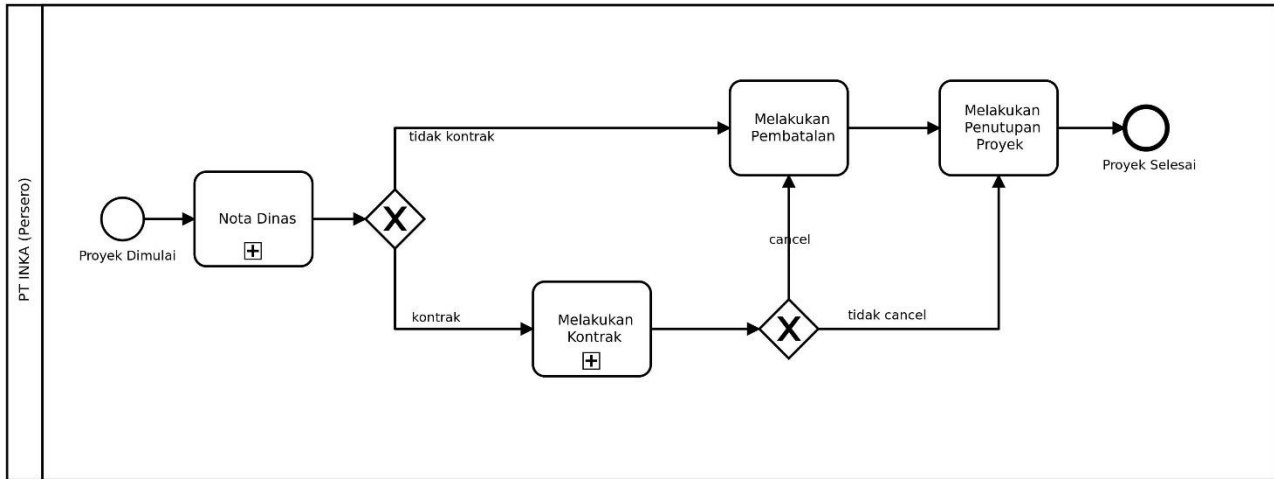 PT INKA (Persero)
Proyek Dimulai
Nota Dinas
tidak kontrak
kontrak
Melakukan
Kontrak
cancel
tidak cancel
Melakukan
Pembatalan
Melakukan
Penutupan
Proyek
Proyek Selesai